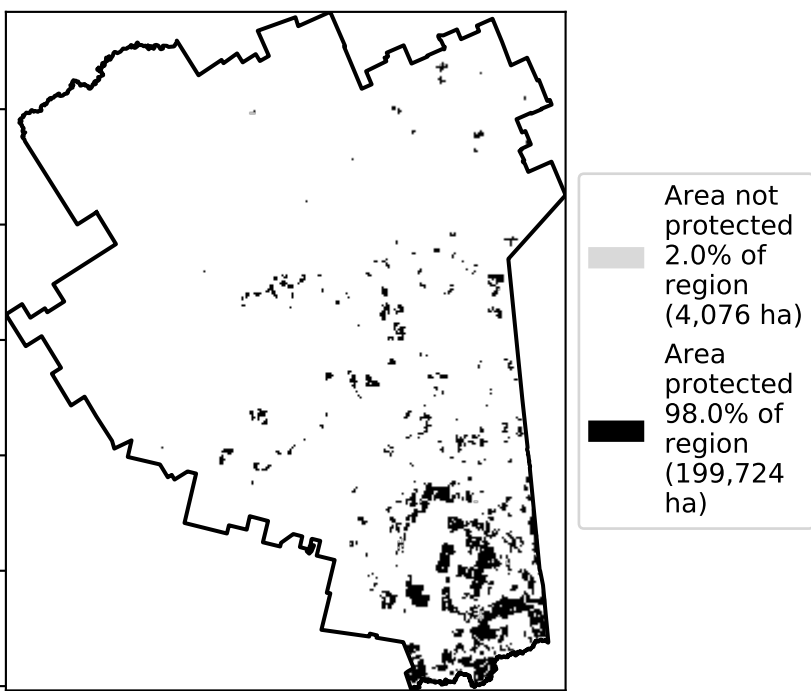 Area not
protected
2.0% of
region
(4,076 ha)
Area
protected
98.0% of
region
(199,724
ha)